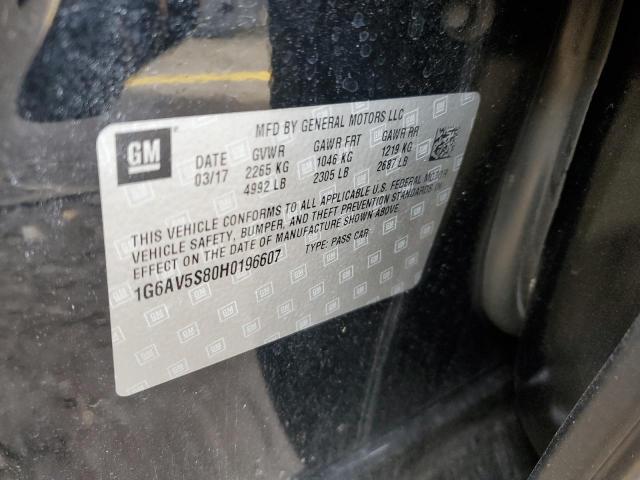 GM
MFD BY GENERAL MOTORS LLC
DATE GVWR GAWR FRT GAWR RR
03/17 2265 KG 1046 KG 1219 KG
4992 LB 2305 LB 2687 LB
THIS VEHICLE CONFORMS TO ALL APPLICABLE U.S. FEDERAL MOTOR
VEHICLE SAFETY, BUMPER, AND THEFT PREVENTION STANDARDS IN
EFFECT ON THE DATE OF MANUFACTURE SHOWN ABOVE.
1G6AV5S80H0196607 TYPE: PASS CAR